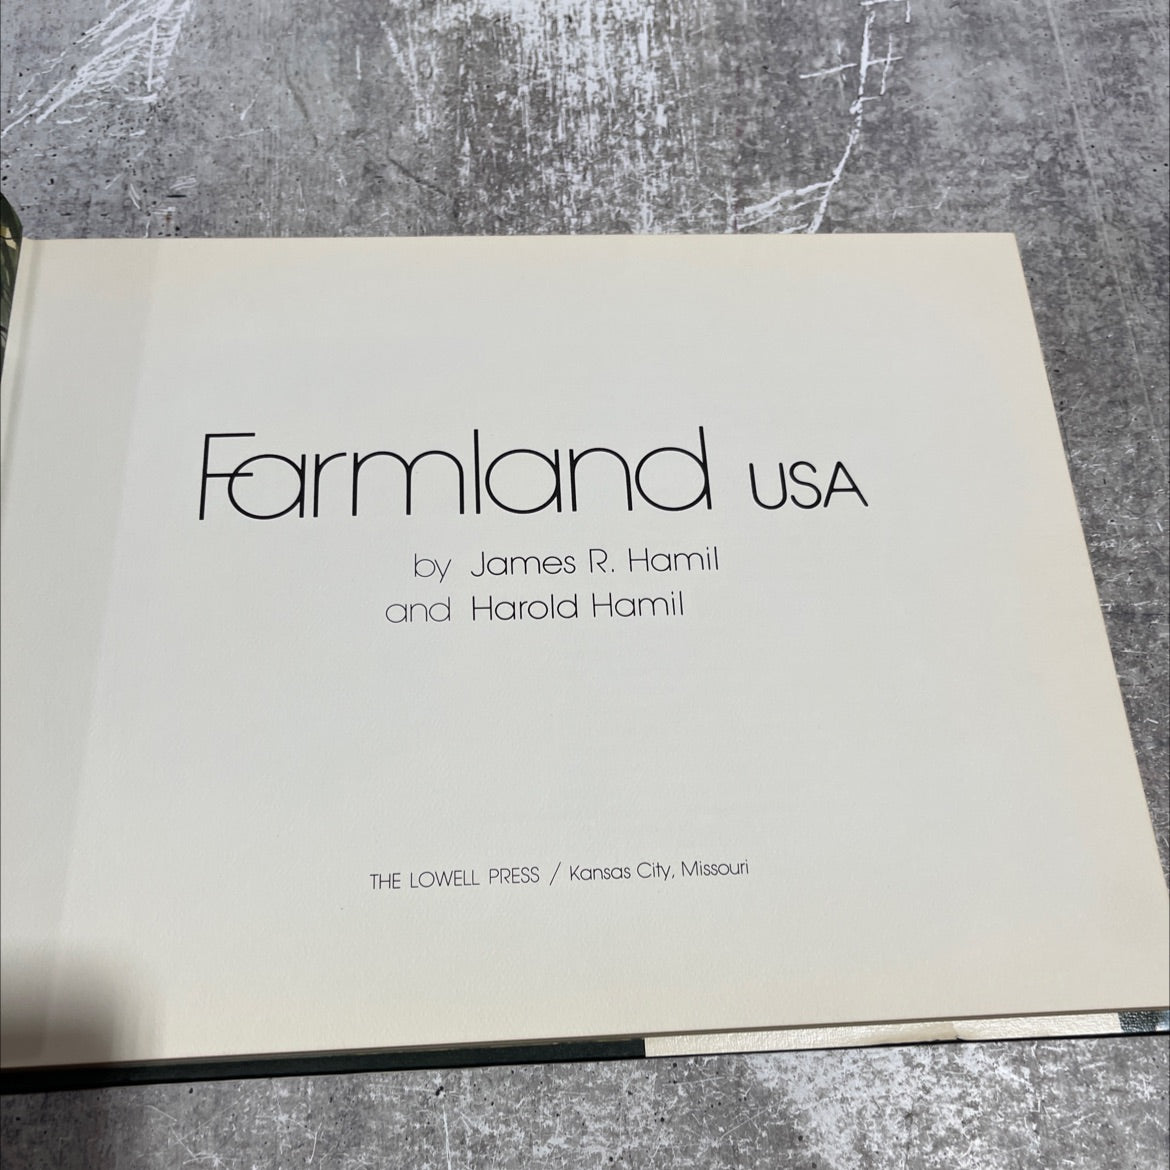 Farmland USA
by James R. Hamil
and Harold Hamil
THE LOWELL PRESS / Kansas City, Missouri